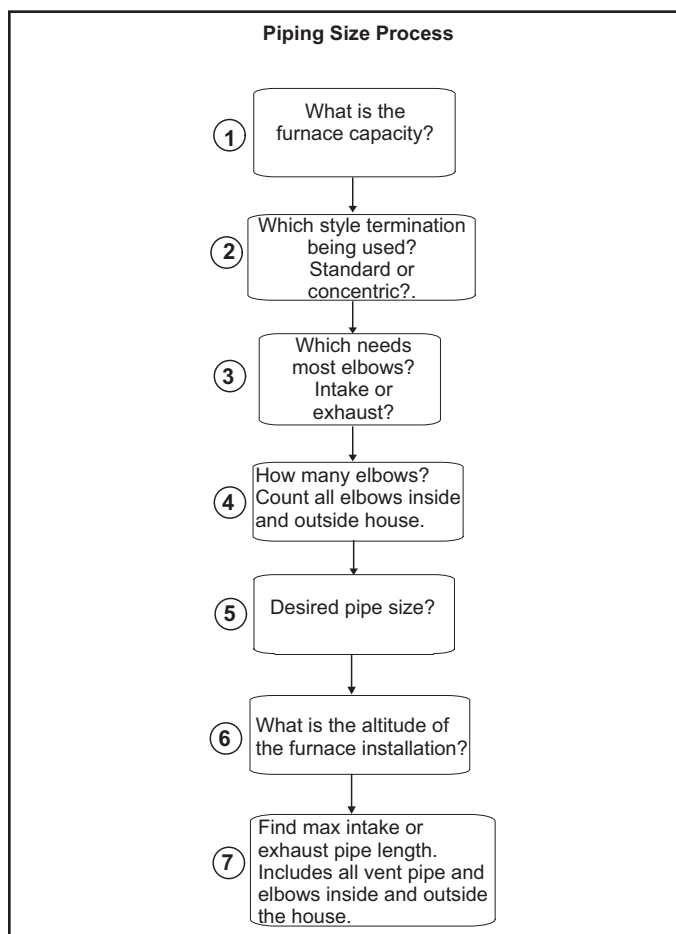 Piping Size Process
1
What is the
furnace capacity?
2
Which style termination
being used?
Standard or
concentric?.
3
Which needs
most elbows?
Intake or
exhaust?
4
How many elbows?
Count all elbows inside
and outside house.
5
Desired pipe size?
6
What is the altitude of
the furnace installation?
7
Find max intake or
exhaust pipe length.
Includes all vent pipe and
elbows inside and outside
the house.